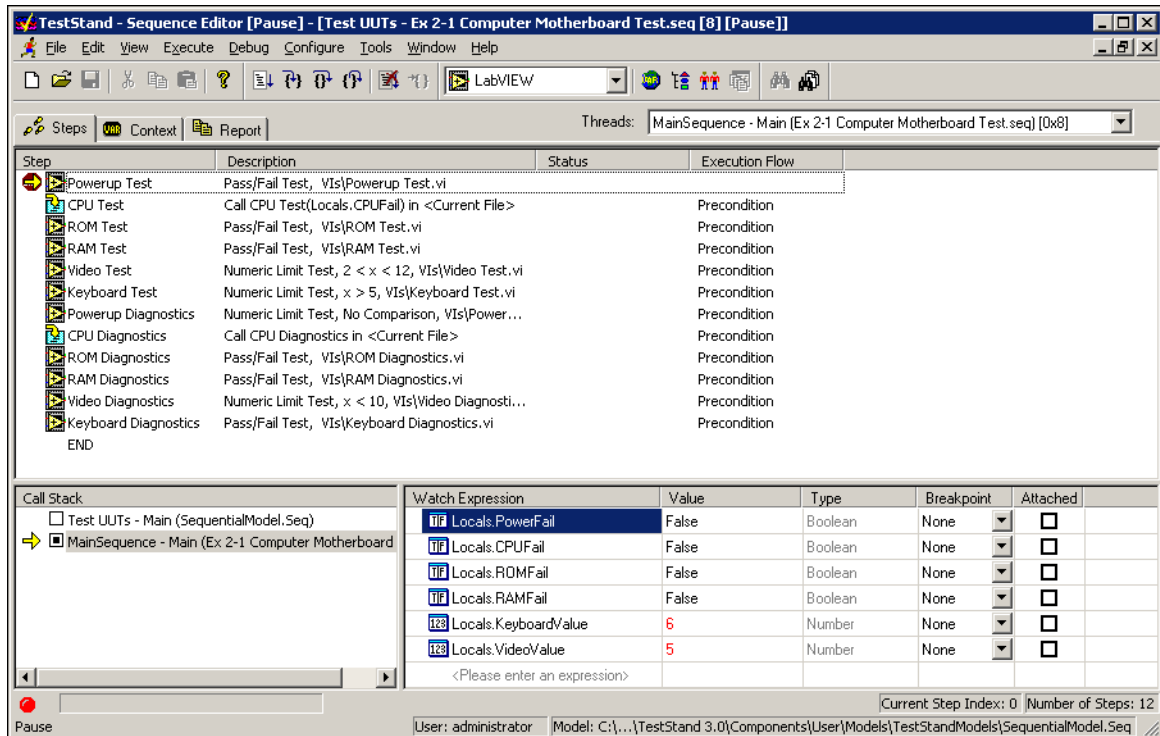 TestStand - Sequence Editor [Pause] - [Test UUTs - Ex 2-1 Computer Motherboard Test.seq [8] [Pause]]
File Edit View Execute Debug Configure Tools Window Help
LabVIEW
Steps VAR Context Report Threads: MainSequence - Main (Ex 2-1 Computer Motherboard Test.seq) [0x8]
Step Description Status Execution Flow
Powerup Test Pass/Fail Test, VIs\Powerup Test.vi
CPU Test Call CPU Test(Locals.CPUFail) in <Current File> Precondition
ROM Test Pass/Fail Test, VIs\ROM Test.vi Precondition
RAM Test Pass/Fail Test, VIs\RAM Test.vi Precondition
Video Test Numeric Limit Test, 2 < x < 12, VIs\Video Test.vi Precondition
Keyboard Test Numeric Limit Test, x > 5, VIs\Keyboard Test.vi Precondition
Powerup Diagnostics Numeric Limit Test, No Comparison, VIs\Power... Precondition
CPU Diagnostics Call CPU Diagnostics in <Current File> Precondition
ROM Diagnostics Pass/Fail Test, VIs\ROM Diagnostics.vi Precondition
RAM Diagnostics Pass/Fail Test, VIs\RAM Diagnostics.vi Precondition
Video Diagnostics Numeric Limit Test, x < 10, VIs\Video Diagnosti... Precondition
Keyboard Diagnostics Pass/Fail Test, VIs\Keyboard Diagnostics.vi Precondition
END
Call Stack
Test UUTs - Main (SequentialModel.Seq)
MainSequence - Main (Ex 2-1 Computer Motherboard
Watch Expression Value Type Breakpoint Attached
TF Locals.PowerFail False Boolean None
TF Locals.CPUFail False Boolean None
TF Locals.ROMFail False Boolean None
TF Locals.RAMFail False Boolean None
123 Locals.KeyboardValue 6 Number None
123 Locals.VideoValue 5 Number None
<Please enter an expression>
Current Step Index: 0 Number of Steps: 12
Pause User: administrator Model: C:\...\TestStand 3.0\Components\User\Models\TestStandModels\SequentialModel.Seq